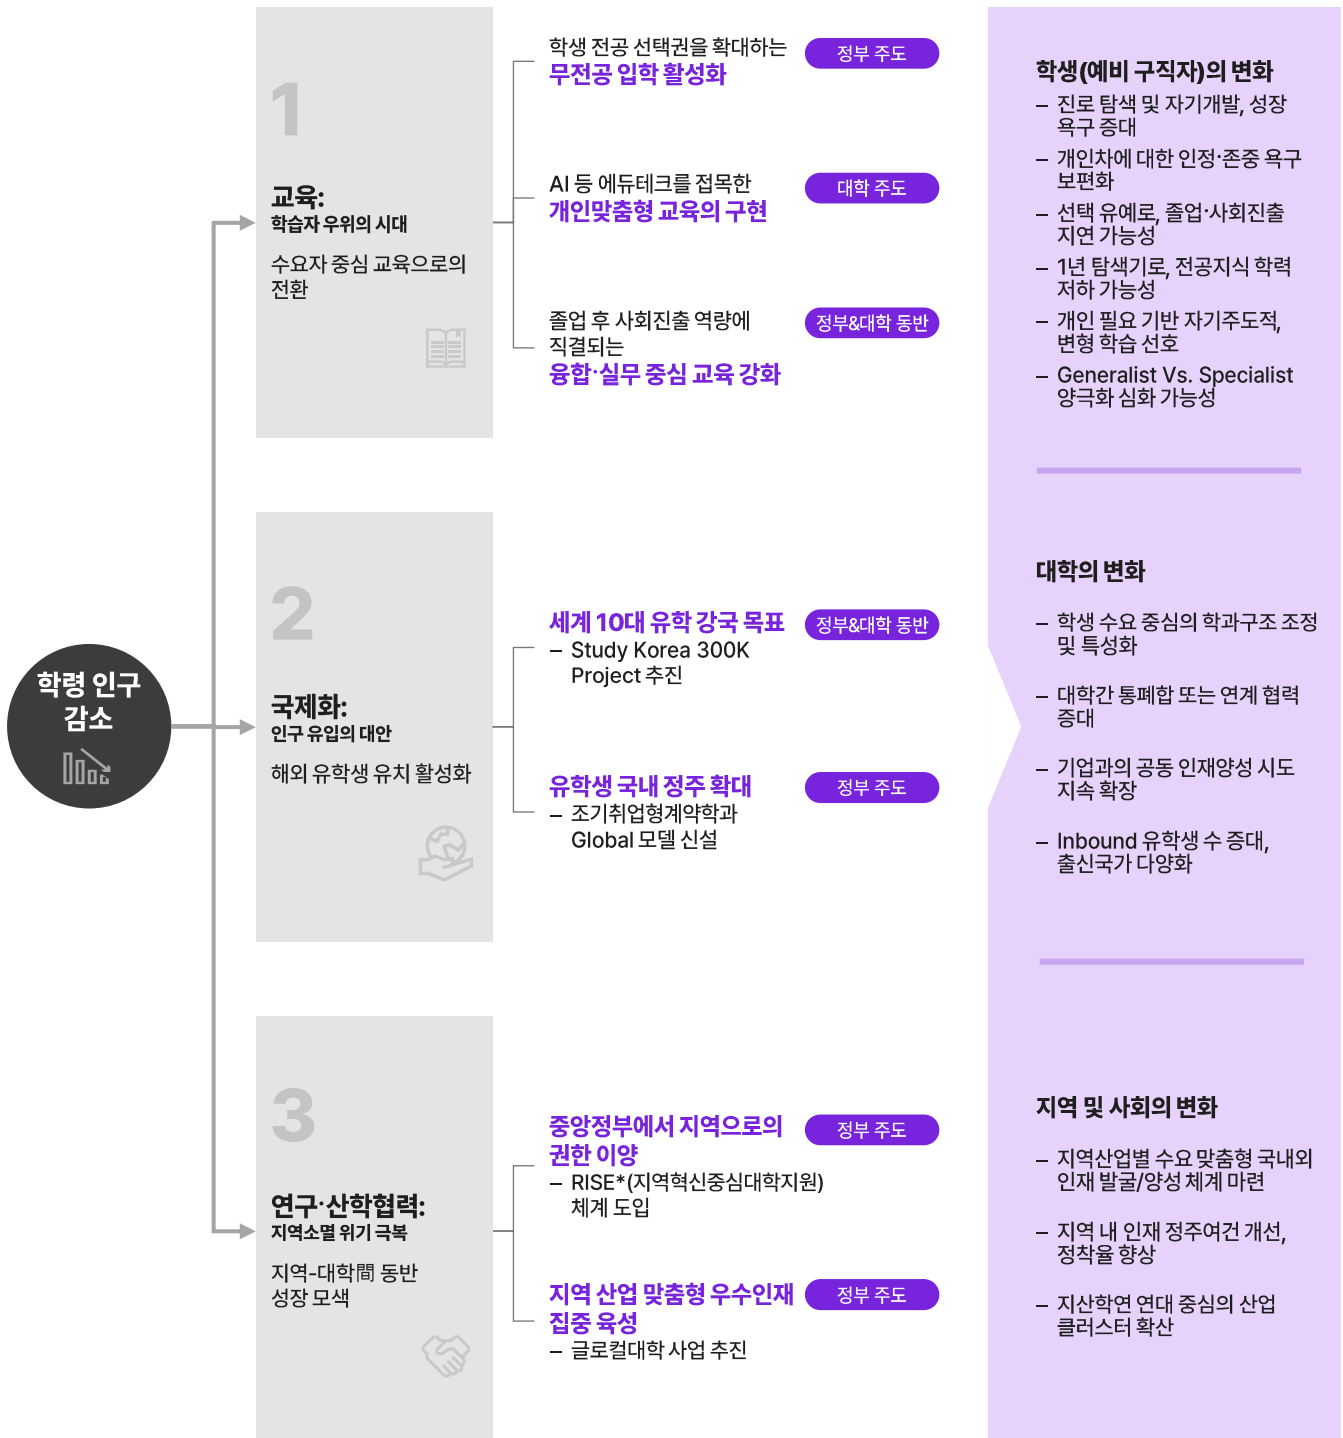 학령 인구
감소
1
교육:
학습자 우위의 시대
수요자 중심 교육으로의
전환
학생 전공 선택권을 확대하는
무전공 입학 활성화
정부 주도
AI 등 에듀테크를 접목한
개인맞춤형 교육의 구현
대학 주도
졸업 후 사회진출 역량에
직결되는
융합·실무 중심 교육 강화
정부&대학 동반
2
국제화:
인구 유입의 대안
해외 유학생 유치 활성화
세계 10대 유학 강국 목표
– Study Korea 300K
Project 추진
정부&대학 동반
유학생 국내 정주 확대
– 조기취업형계약학과
Global 모델 신설
정부 주도
3
연구·산학협력:
지역소멸 위기 극복
지역-대학間 동반
성장 모색
중앙정부에서 지역으로의
권한 이양
– RISE*(지역혁신중심대학지원)
체계 도입
정부 주도
지역 산업 맞춤형 우수인재
집중 육성
– 글로컬대학 사업 추진
정부 주도
학생(예비 구직자)의 변화
– 진로 탐색 및 자기개발, 성장
욕구 증대
– 개인차에 대한 인정·존중 욕구
보편화
– 선택 유예로, 졸업·사회진출
지연 가능성
– 1년 탐색기로, 전공지식 학력
저하 가능성
– 개인 필요 기반 자기주도적,
변형 학습 선호
– Generalist Vs. Specialist
양극화 심화 가능성
대학의 변화
– 학생 수요 중심의 학과구조 조정
및 특성화
– 대학간 통폐합 또는 연계 협력
증대
– 기업과의 공동 인재양성 시도
지속 확장
– Inbound 유학생 수 증대,
출신국가 다양화
지역 및 사회의 변화
– 지역산업별 수요 맞춤형 국내외
인재 발굴/양성 체계 마련
– 지역 내 인재 정주여건 개선,
정착율 향상
– 지산학연 연대 중심의 산업
클러스터 확산